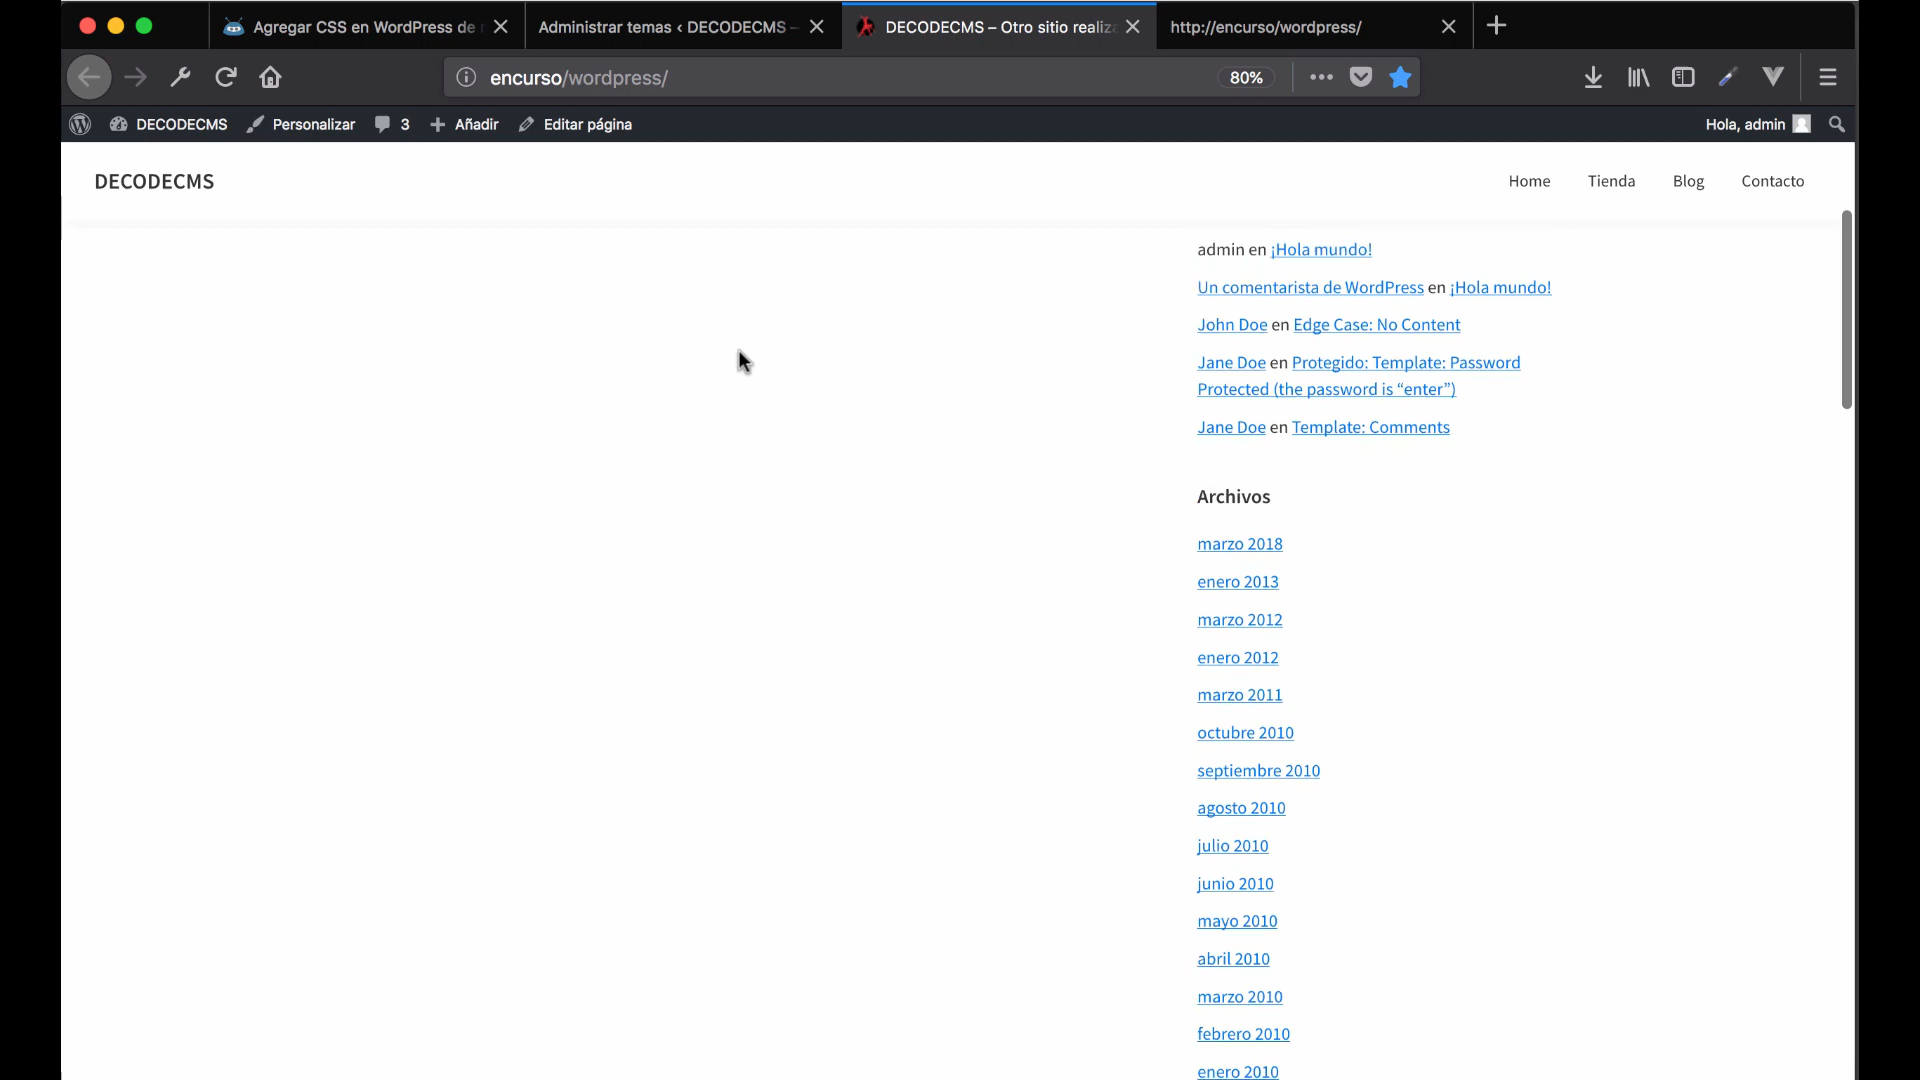 Agregar CSS en WordPress de
Administrar temas ‹ DECODECMS –
DECODECMS – Otro sitio realiza
http://encurso/wordpress/
encurso/wordpress/
80%
DECODECMS
Personalizar
3
Añadir
Editar página
Hola, admin
DECODECMS
Home
Tienda
Blog
Contacto
admin en ¡Hola mundo!
Un comentarista de WordPress en ¡Hola mundo!
John Doe en Edge Case: No Content
Jane Doe en Protegido: Template: Password
Protected (the password is “enter”)
Jane Doe en Template: Comments
Archivos
marzo 2018
enero 2013
marzo 2012
enero 2012
marzo 2011
octubre 2010
septiembre 2010
agosto 2010
julio 2010
junio 2010
mayo 2010
abril 2010
marzo 2010
febrero 2010
enero 2010